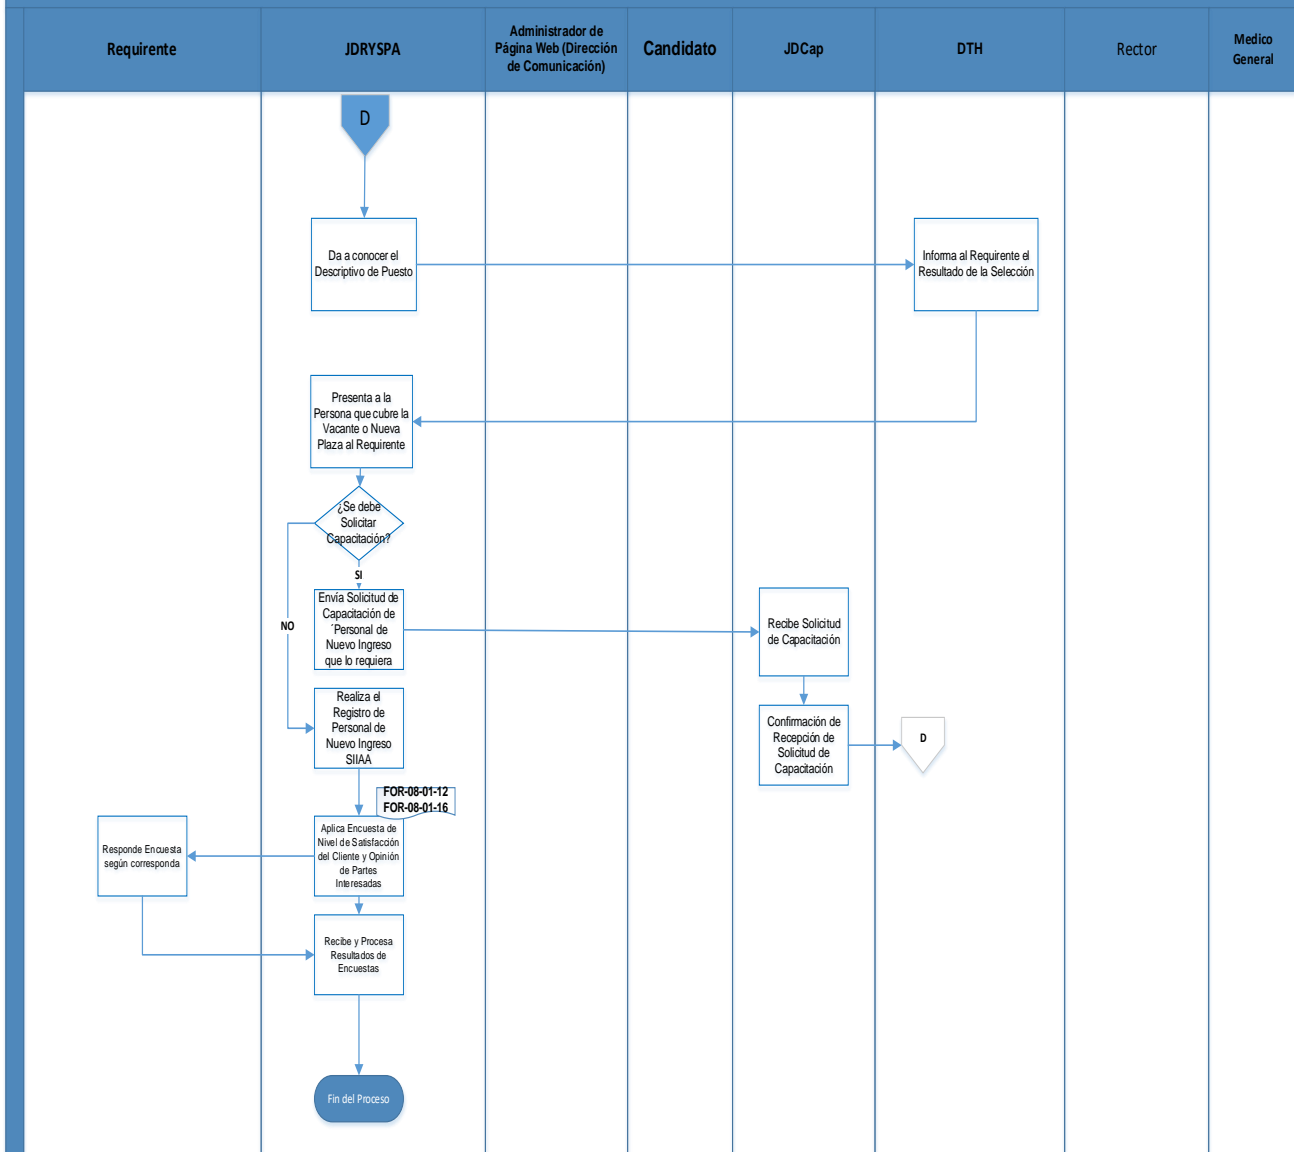 Requirente
JDRYSPA
Administrador de
Página Web (Dirección
de Comunicación)
Candidato
JDCap
DTH
Rector
Medico
General
D
Da a conocer el
Descriptivo de Puesto
Informa al Requirente el
Resultado de la Selección
Presenta a la
Persona que cubre la
Vacante o Nueva
Plaza al Requirente
¿Se debe
Solicitar
Capacitación?
SI
NO
Envía Solicitud de
Capacitación de
´Personal de
Nuevo Ingreso
que lo requiera
Recibe Solicitud
de Capacitación
Realiza el
Registro de
Personal de
Nuevo Ingreso
SIIAA
Confirmación de
Recepción de
Solicitud de
Capacitación
D
FOR-08-01-12
FOR-08-01-16
Aplica Encuesta de
Nivel de Satisfacción
del Cliente y Opinión
de Partes
Interesadas
Responde Encuesta
según corresponda
Recibe y Procesa
Resultados de
Encuestas
Fin del Proceso